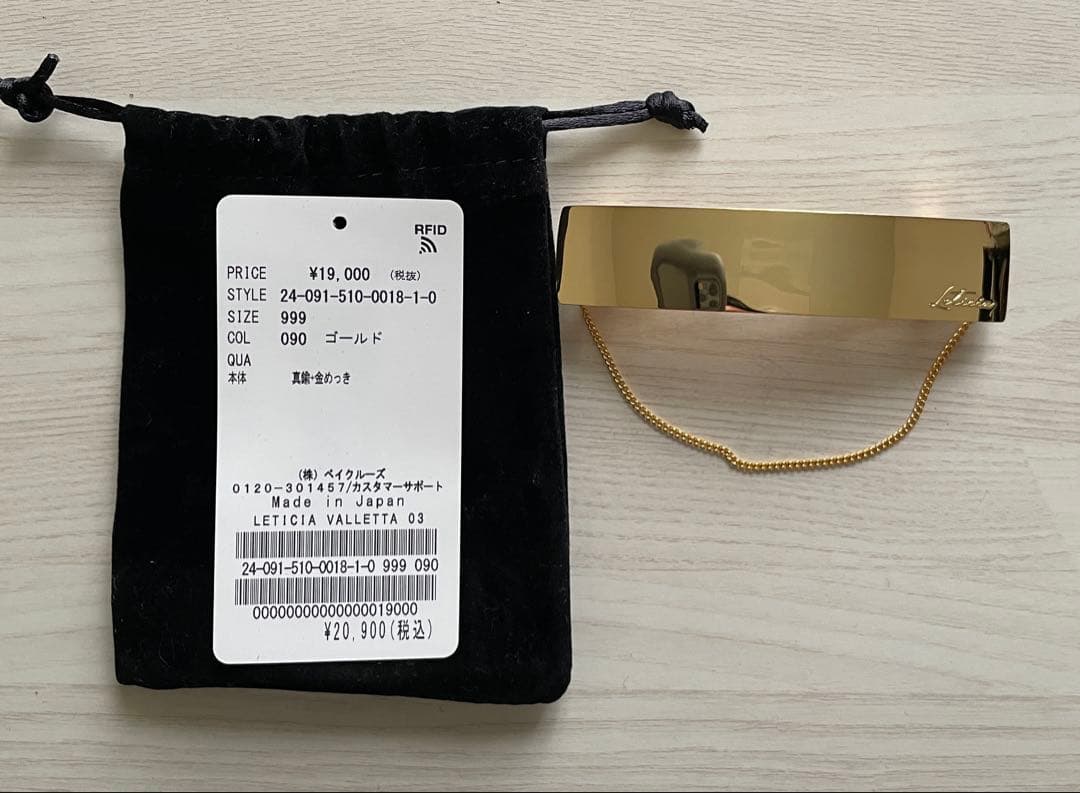 RFID
PRICE ¥19,000 (税抜)
STYLE 24-091-510-0018-1-0
SIZE 999
COL 090 ゴールド
QUA
本体 真鍮+金めっき
(株) ベイクルーズ
0120-301457/カスタマーサポート
Made in Japan
LETICIA VALLETTA 03
24-091-510-0018-1-0 999 090
00000000000000019000
¥20,900(税込)
Leticia